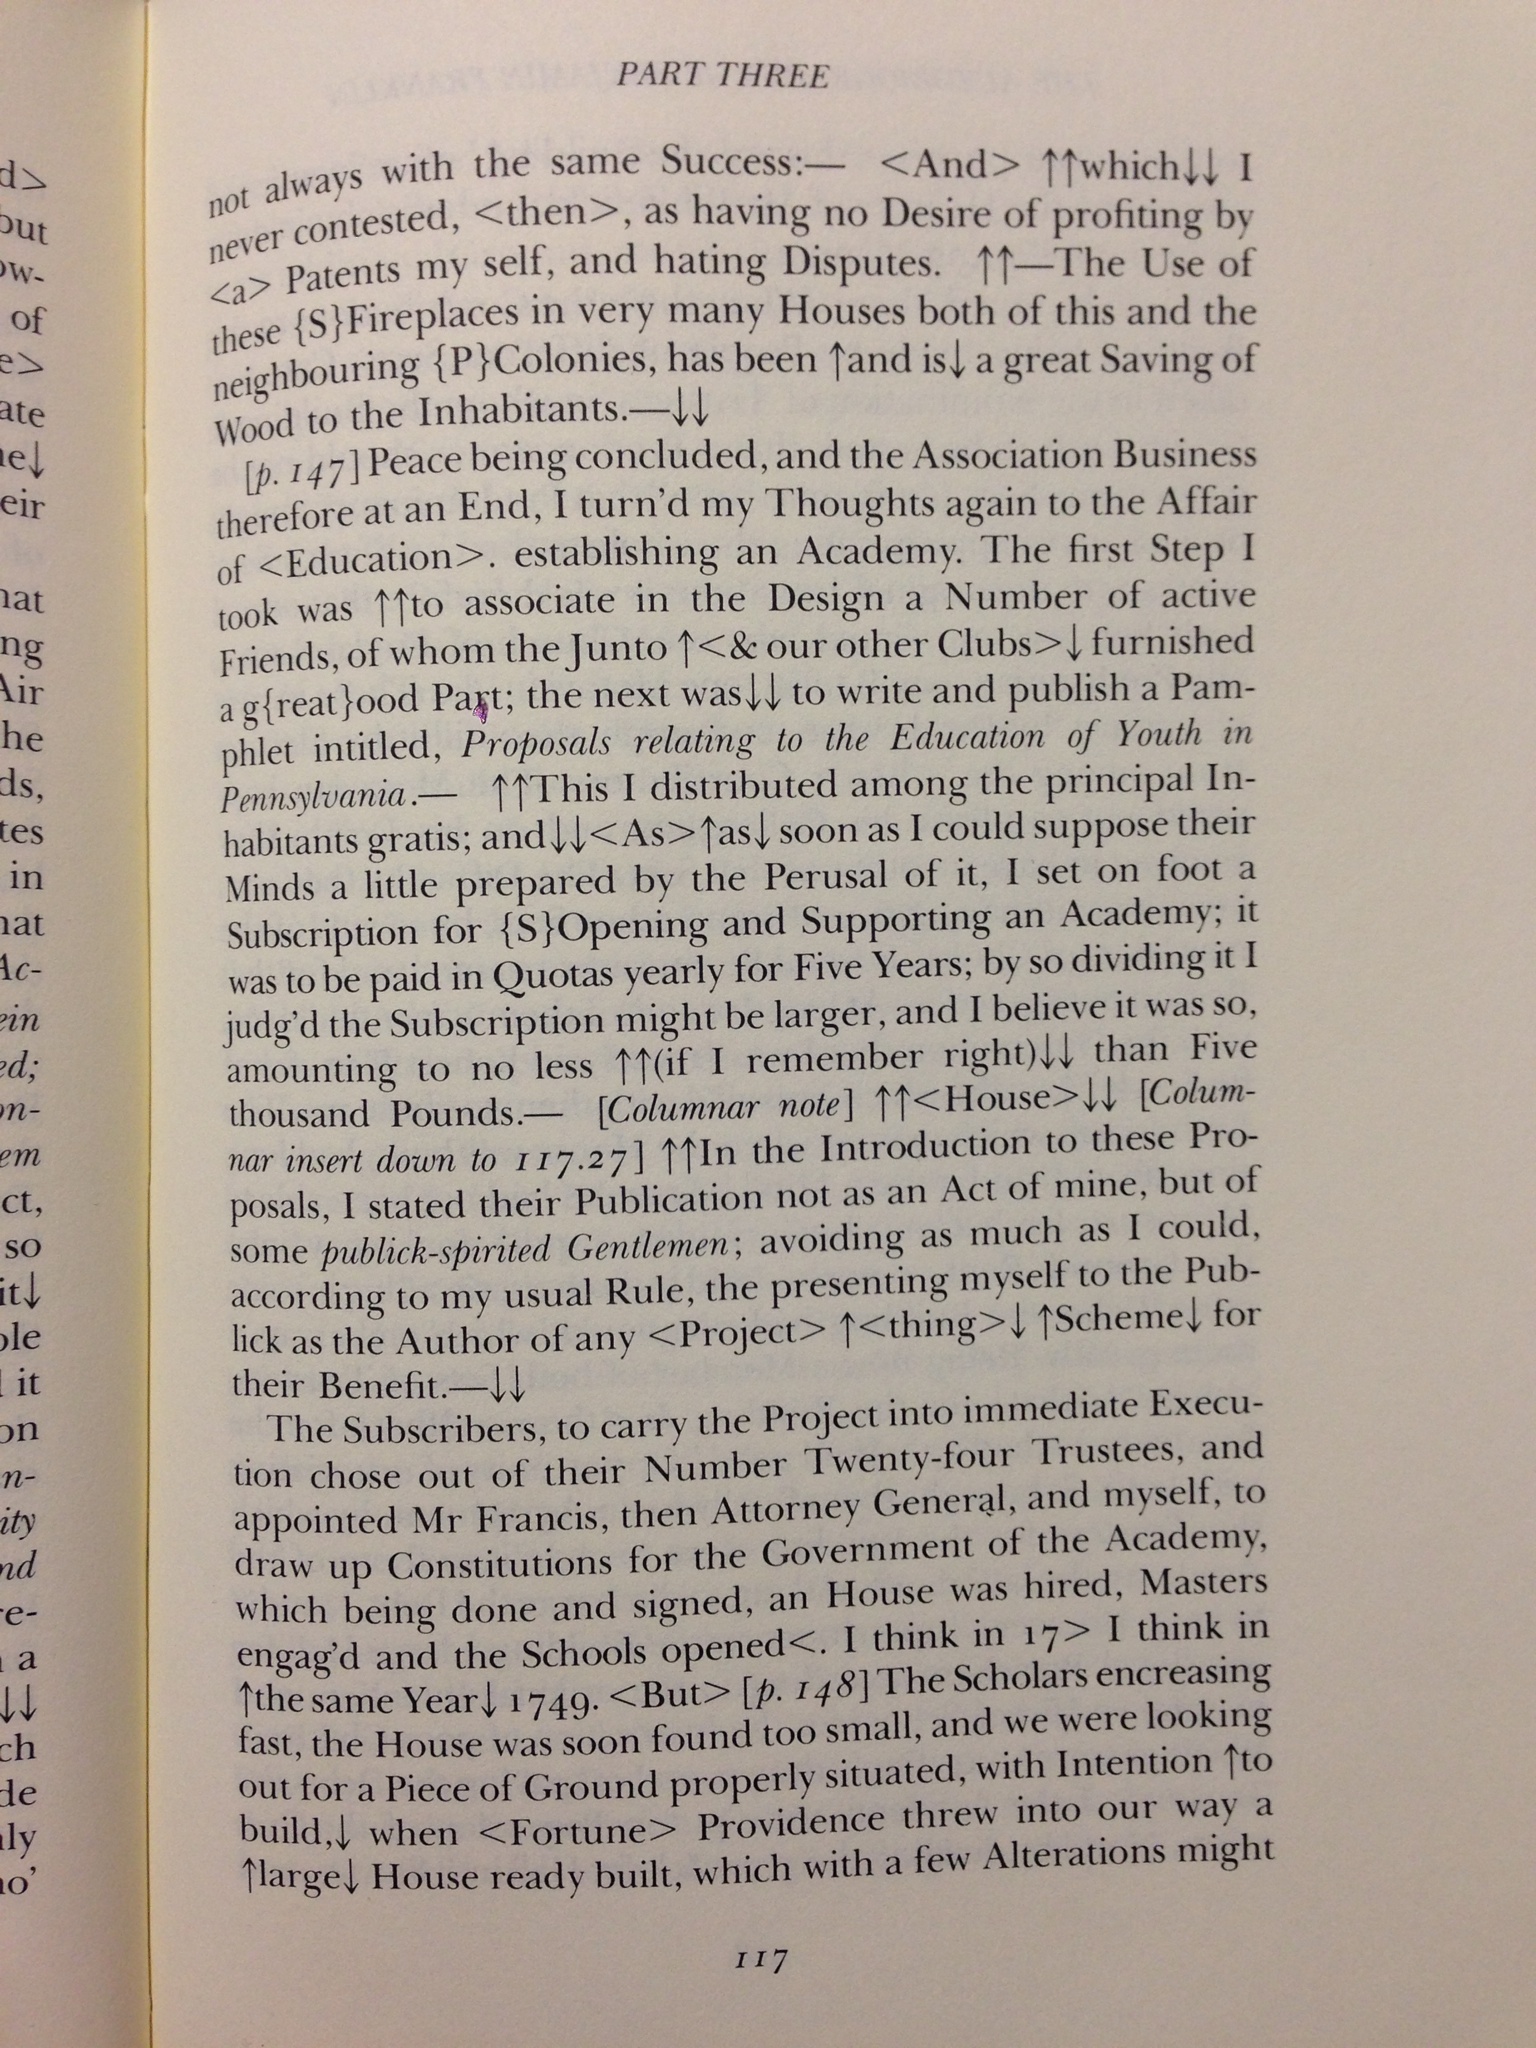 PART THREE
not always with the same Success:— <And> ↑↑which↓↓ I
never contested, <then>, as having no Desire of profiting by
<a> Patents my self, and hating Disputes. ↑↑—The Use of
these {S}Fireplaces in very many Houses both of this and the
neighbouring {P}Colonies, has been ↑and is↓ a great Saving of
Wood to the Inhabitants.—↓↓
[p. 147] Peace being concluded, and the Association Business
therefore at an End, I turn'd my Thoughts again to the Affair
of <Education>. establishing an Academy. The first Step I
took was ↑↑to associate in the Design a Number of active
Friends, of whom the Junto ↑<& our other Clubs>↓ furnished
a g{reat}ood Part; the next was↓↓ to write and publish a Pam-
phlet intitled, Proposals relating to the Education of Youth in
Pennsylvania.— ↑↑This I distributed among the principal In-
habitants gratis; and↓↓<As>↑as↓ soon as I could suppose their
Minds a little prepared by the Perusal of it, I set on foot a
Subscription for {S}Opening and Supporting an Academy; it
was to be paid in Quotas yearly for Five Years; by so dividing it I
judg'd the Subscription might be larger, and I believe it was so,
amounting to no less ↑↑(if I remember right)↓↓ than Five
thousand Pounds.— [Columnar note] ↑↑<House>↓↓ [Colum-
nar insert down to 117.27] ↑↑In the Introduction to these Pro-
posals, I stated their Publication not as an Act of mine, but of
some publick-spirited Gentlemen; avoiding as much as I could,
according to my usual Rule, the presenting myself to the Pub-
lick as the Author of any <Project> ↑<thing>↓ ↑Scheme↓ for
their Benefit.—↓↓
The Subscribers, to carry the Project into immediate Execu-
tion chose out of their Number Twenty-four Trustees, and
appointed Mr Francis, then Attorney General, and myself, to
draw up Constitutions for the Government of the Academy,
which being done and signed, an House was hired, Masters
engag'd and the Schools opened<. I think in 17> I think in
↑the same Year↓ 1749. <But> [p. 148] The Scholars encreasing
fast, the House was soon found too small, and we were looking
out for a Piece of Ground properly situated, with Intention ↑to
build,↓ when <Fortune> Providence threw into our way a
↑large↓ House ready built, which with a few Alterations might
117